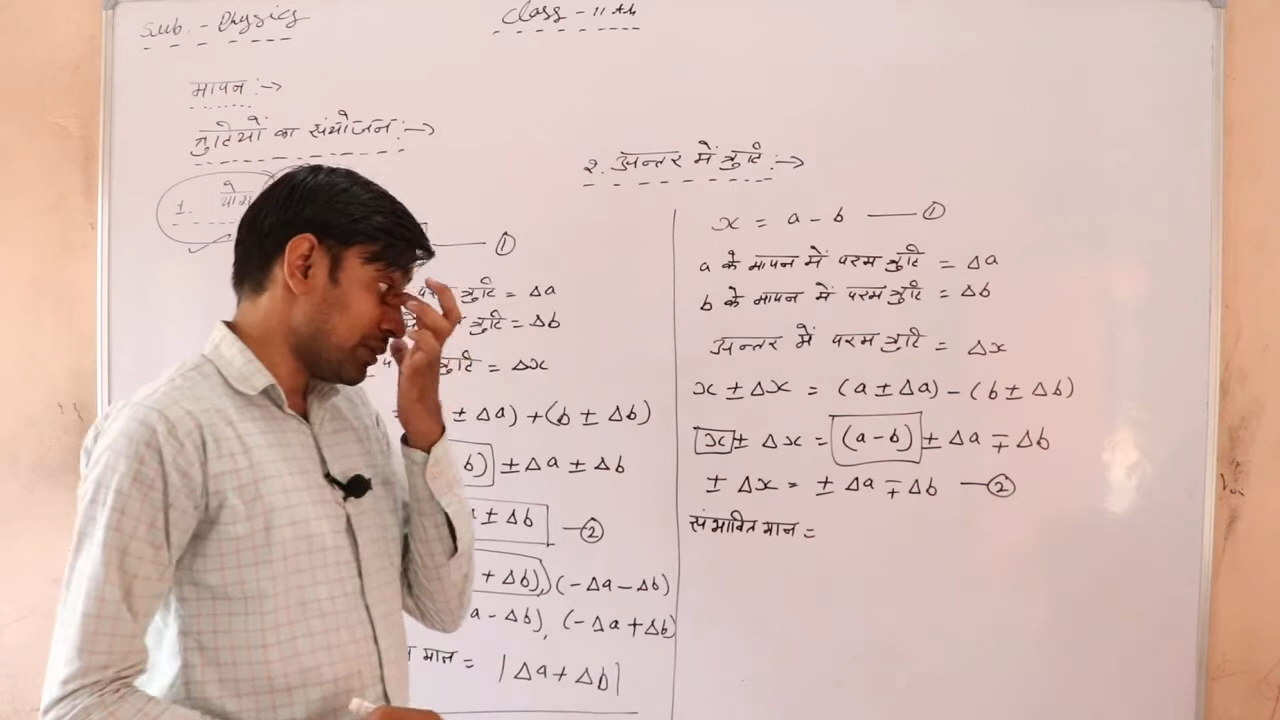 Sub. - Physics
Class - 11th
मापन :→
त्रुटियों का संयोजन :→
1.
①
त्रुटि = Δa
त्रुटि = Δb
त्रुटि = Δx
± Δa) + (b ± Δb)
b) ± Δa ± Δb
± Δb —②
+ Δb), (-Δa - Δb)
a - Δb), (-Δa + Δb)
मान = |Δa + Δb|
२. अन्तर में त्रुटि :→
x = a - b —①
a के मापन में परम त्रुटि = Δa
b के मापन में परम त्रुटि = Δb
अन्तर में परम त्रुटि = Δx
x ± Δx = (a ± Δa) - (b ± Δb)
x ± Δx = (a - b) ± Δa ∓ Δb
± Δx = ± Δa ∓ Δb —②
संभावित मान =